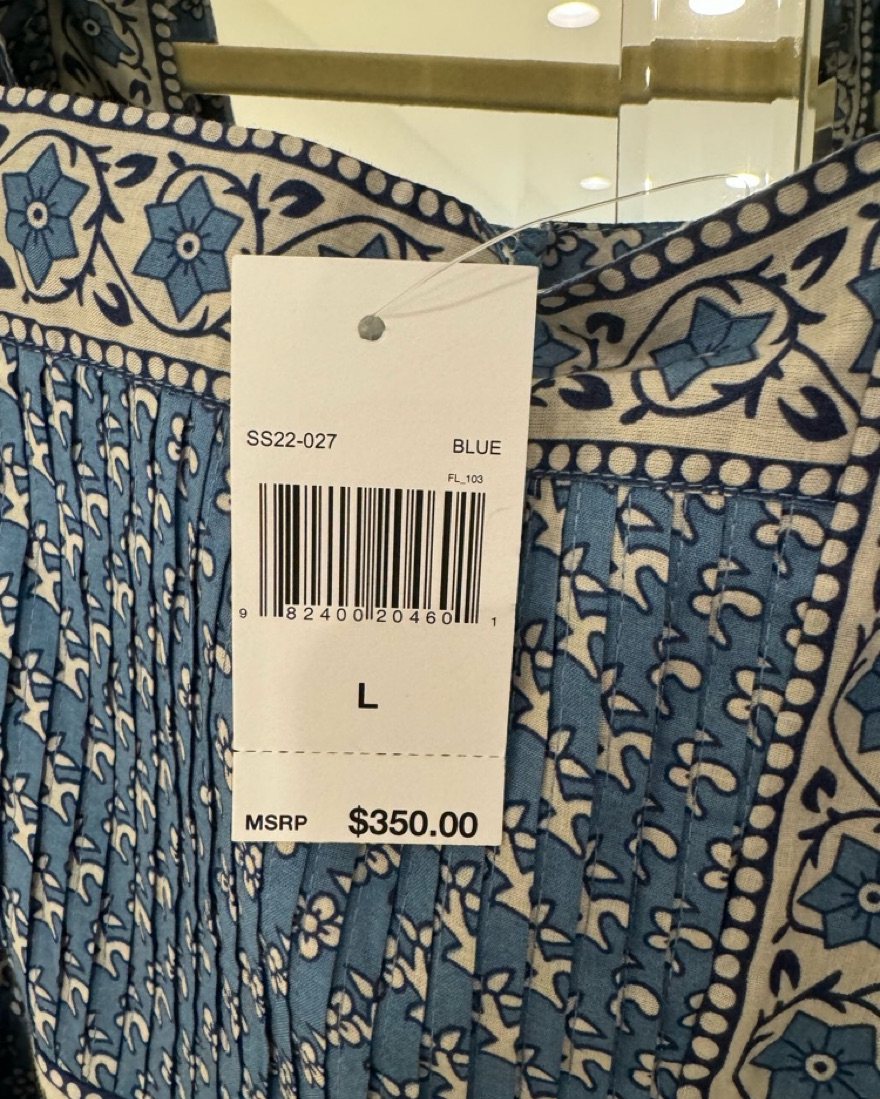 SS22-027 BLUE
FL_103
9 82400 20460 1
L
MSRP $350.00